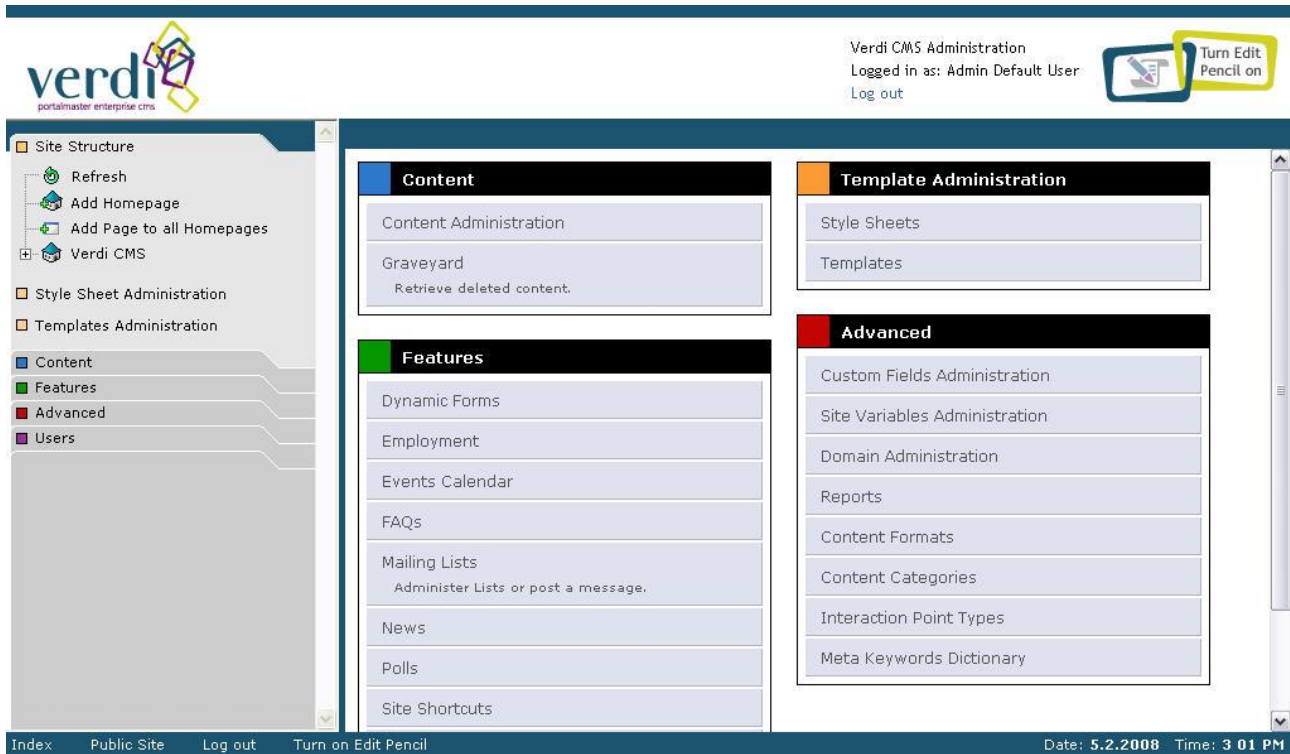 verdi
portalmaster enterprise cms
Verdi CMS Administration
Logged in as: Admin Default User
Log out
Turn Edit
Pencil on
Site Structure
Refresh
Add Homepage
Add Page to all Homepages
Verdi CMS
Style Sheet Administration
Templates Administration
Content
Features
Advanced
Users
Content
Content Administration
Graveyard
Retrieve deleted content.
Features
Dynamic Forms
Employment
Events Calendar
FAQs
Mailing Lists
Administer Lists or post a message.
News
Polls
Site Shortcuts
Template Administration
Style Sheets
Templates
Advanced
Custom Fields Administration
Site Variables Administration
Domain Administration
Reports
Content Formats
Content Categories
Interaction Point Types
Meta Keywords Dictionary
Index Public Site Log out Turn on Edit Pencil Date: 5.2.2008 Time: 3 01 PM